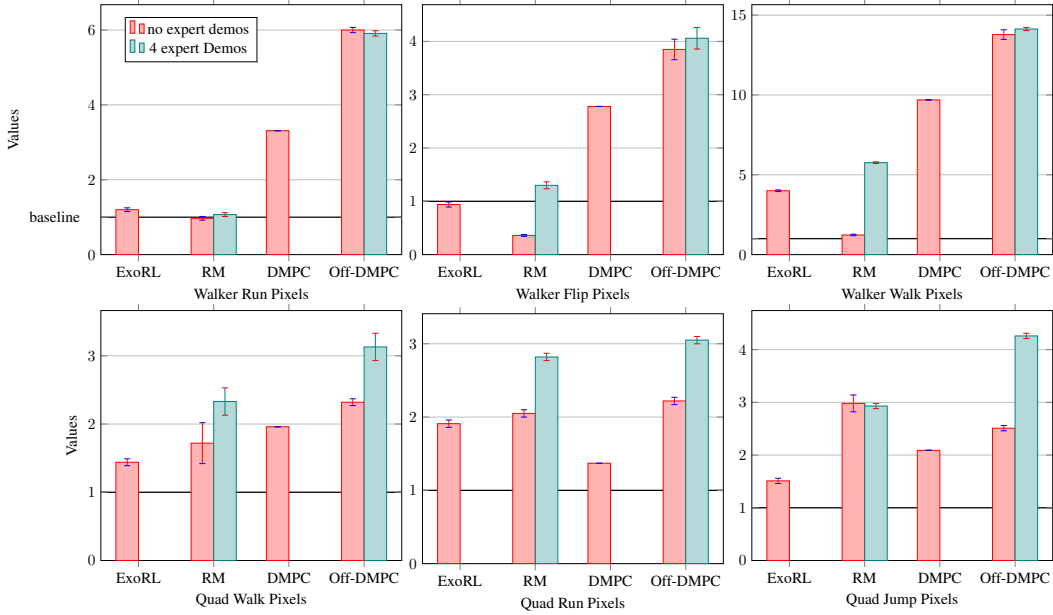 no expert demos
4 expert Demos
Values
baseline
6
4
2
0
ExoRL RM DMPC Off-DMPC
Walker Run Pixels
4
3
2
1
0
ExoRL RM DMPC Off-DMPC
Walker Flip Pixels
15
10
5
0
ExoRL RM DMPC Off-DMPC
Walker Walk Pixels
Values
3
2
1
0
ExoRL RM DMPC Off-DMPC
Quad Walk Pixels
3
2
1
0
ExoRL RM DMPC Off-DMPC
Quad Run Pixels
4
3
2
1
0
ExoRL RM DMPC Off-DMPC
Quad Jump Pixels